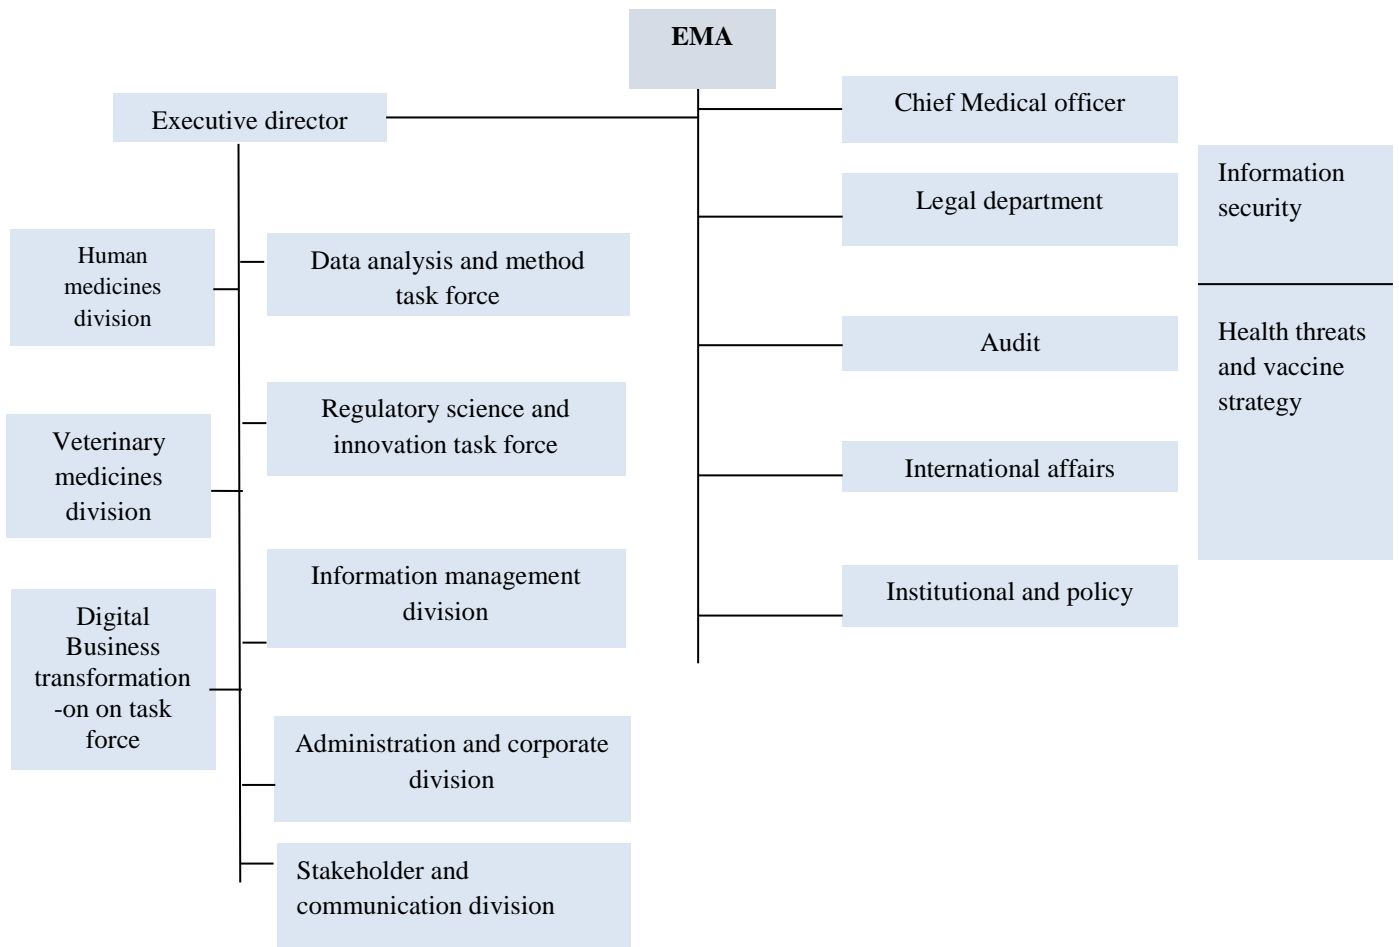 EMA
Executive director
Chief Medical officer
Legal department
Information
security
Human
medicines
division
Data analysis and method
task force
Audit
Health threats
and vaccine
strategy
Regulatory science and
innovation task force
Veterinary
medicines
division
International affairs
Information management
division
Institutional and policy
Digital
Business
transformation
-on on task
force
Administration and corporate
division
Stakeholder and
communication division